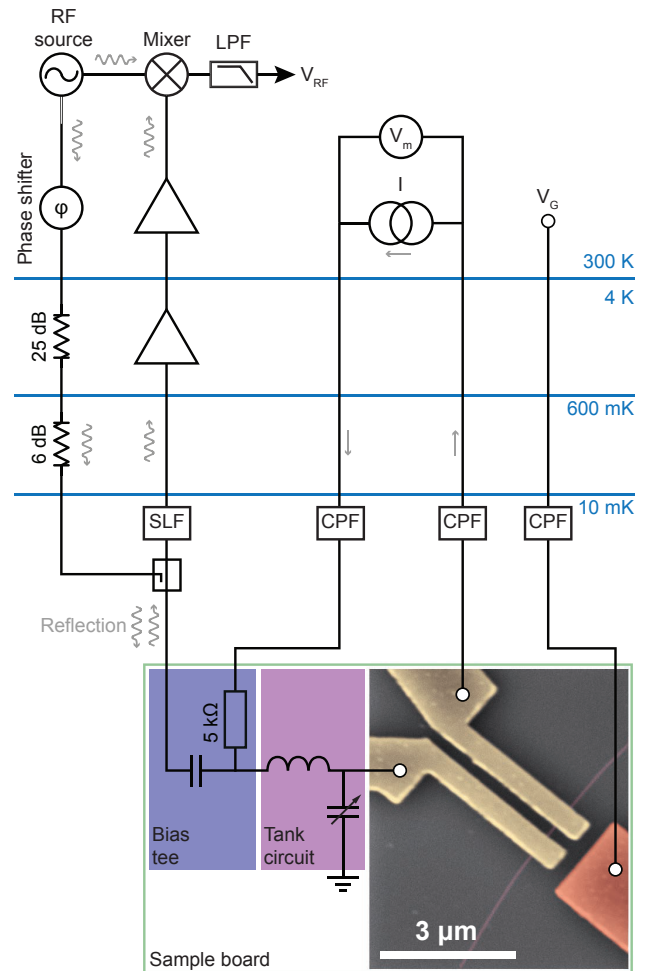 RF
source
Mixer
LPF
V_RF
V_m
I
V_G
Phase shifter
φ
300 K
4 K
25 dB
600 mK
6 dB
10 mK
SLF
CPF
CPF
CPF
Reflection
5 kΩ
Bias
tee
Tank
circuit
3 μm
Sample board